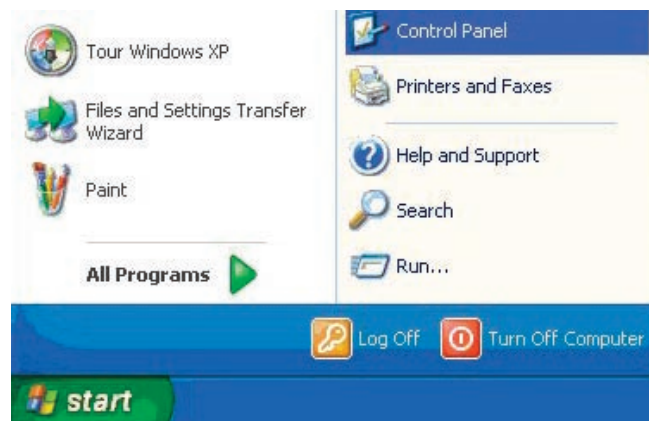 Tour Windows XP
Files and Settings Transfer
Wizard
Paint
All Programs
Control Panel
Printers and Faxes
Help and Support
Search
Run...
Log Off
Turn Off Computer
start